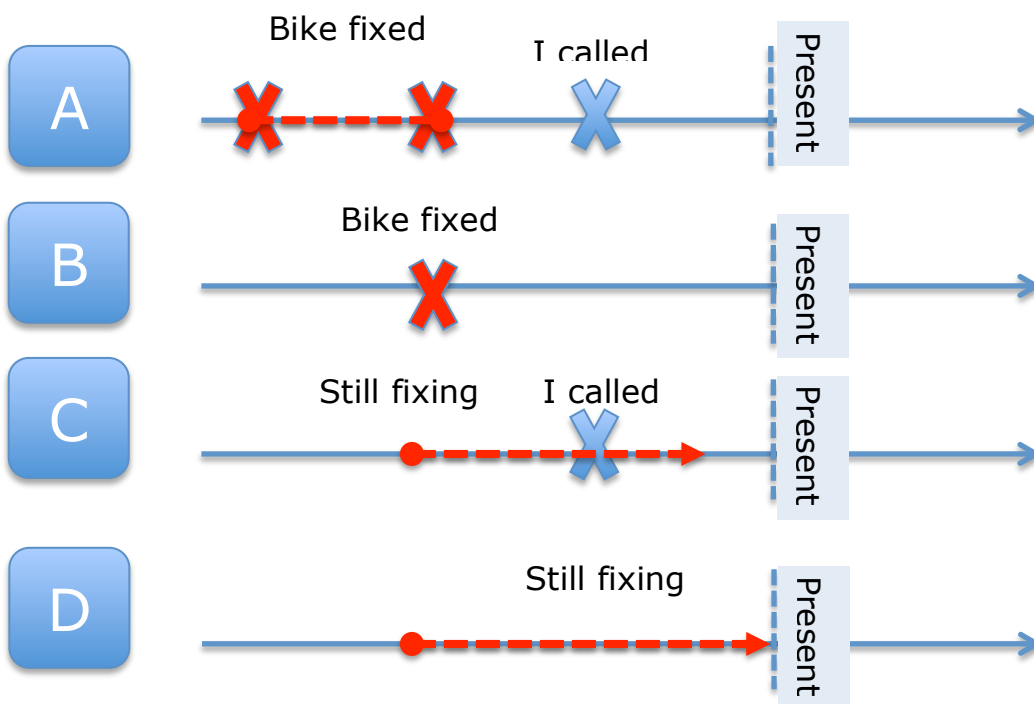 A
Bike fixed
I called
Present
B
Bike fixed
Present
C
Still fixing
I called
Present
D
Still fixing
Present